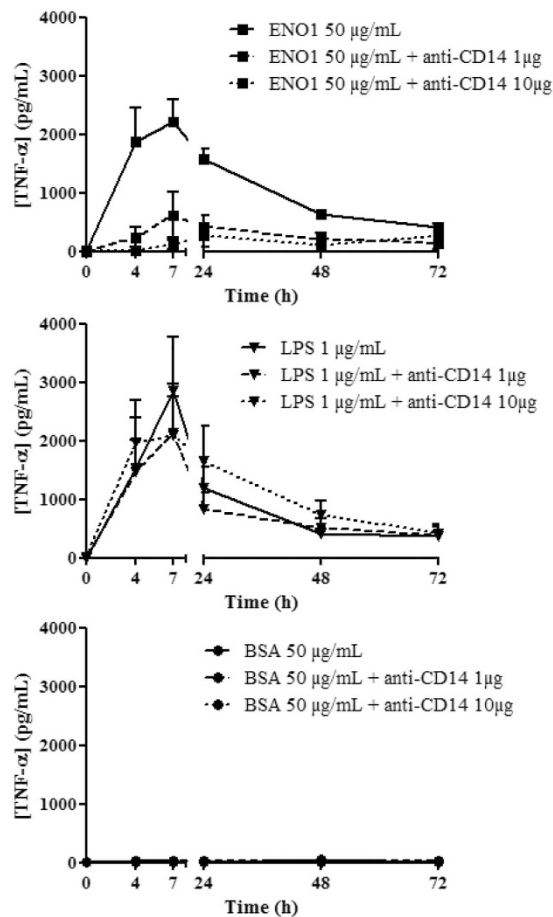 4000
3000
2000
1000
0
[TNF-α] (pg/mL)
ENO1 50 µg/mL
ENO1 50 µg/mL + anti-CD14 1µg
ENO1 50 µg/mL + anti-CD14 10µg
0 4 7 24 48 72
Time (h)
4000
3000
2000
1000
0
[TNF-α] (pg/mL)
LPS 1 µg/mL
LPS 1 µg/mL + anti-CD14 1µg
LPS 1 µg/mL + anti-CD14 10µg
0 4 7 24 48 72
Time (h)
4000
3000
2000
1000
0
[TNF-α] (pg/mL)
BSA 50 µg/mL
BSA 50 µg/mL + anti-CD14 1µg
BSA 50 µg/mL + anti-CD14 10µg
0 4 7 24 48 72
Time (h)